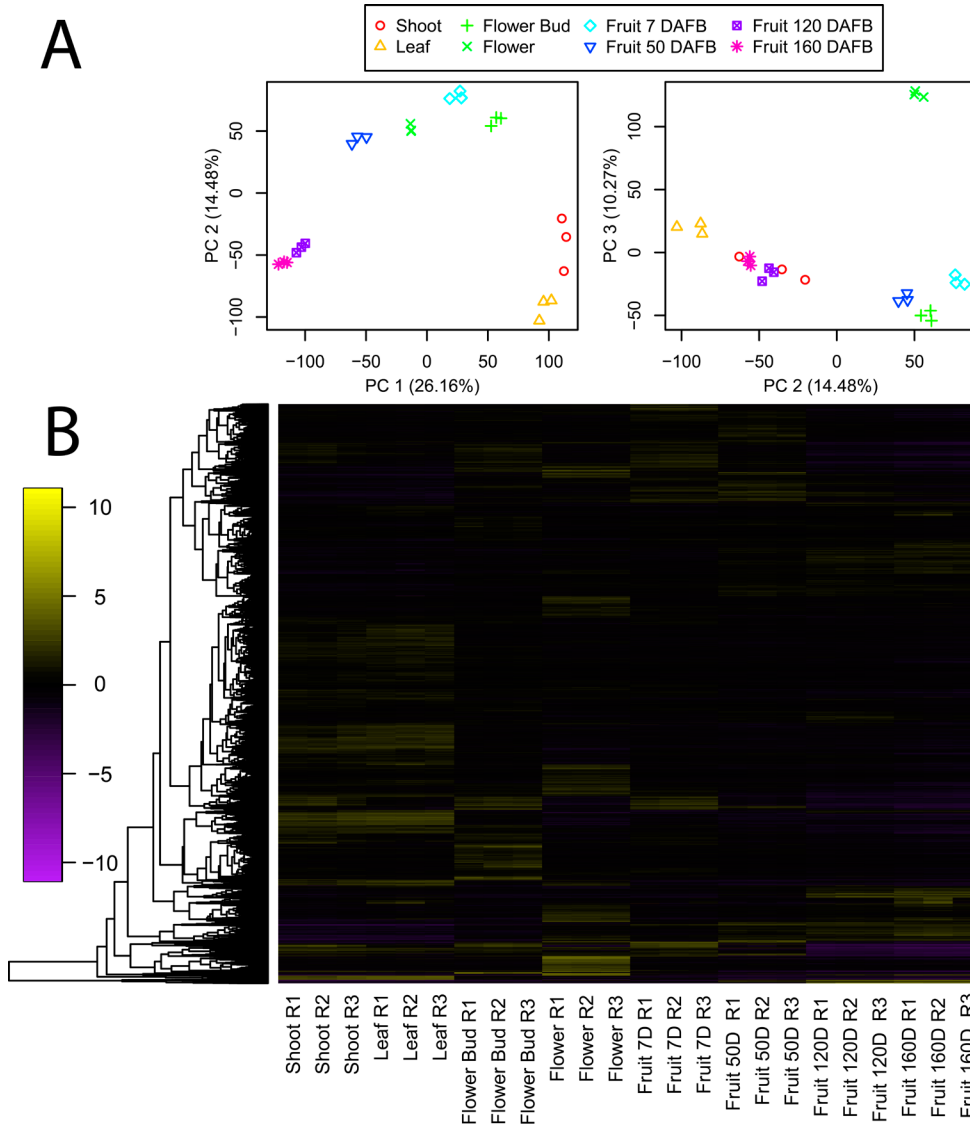 A
Shoot Flower Bud Fruit 7 DAFB Fruit 120 DAFB
Leaf Flower Fruit 50 DAFB Fruit 160 DAFB
PC 2 (14.48%)
50
0
−50
−100
−100 −50 0 50 100
PC 1 (26.16%)
PC 3 (10.27%)
100
50
0
−50
−100 −50 0 50
PC 2 (14.48%)
B
10
5
0
−5
−10
Shoot R1
Shoot R2
Shoot R3
Leaf R1
Leaf R2
Leaf R3
Flower Bud R1
Flower Bud R2
Flower Bud R3
Flower R1
Flower R2
Flower R3
Fruit 7D R1
Fruit 7D R2
Fruit 7D R3
Fruit 50D R1
Fruit 50D R2
Fruit 50D R3
Fruit 120D R1
Fruit 120D R2
Fruit 120D R3
Fruit 160D R1
Fruit 160D R2
Fruit 160D R3